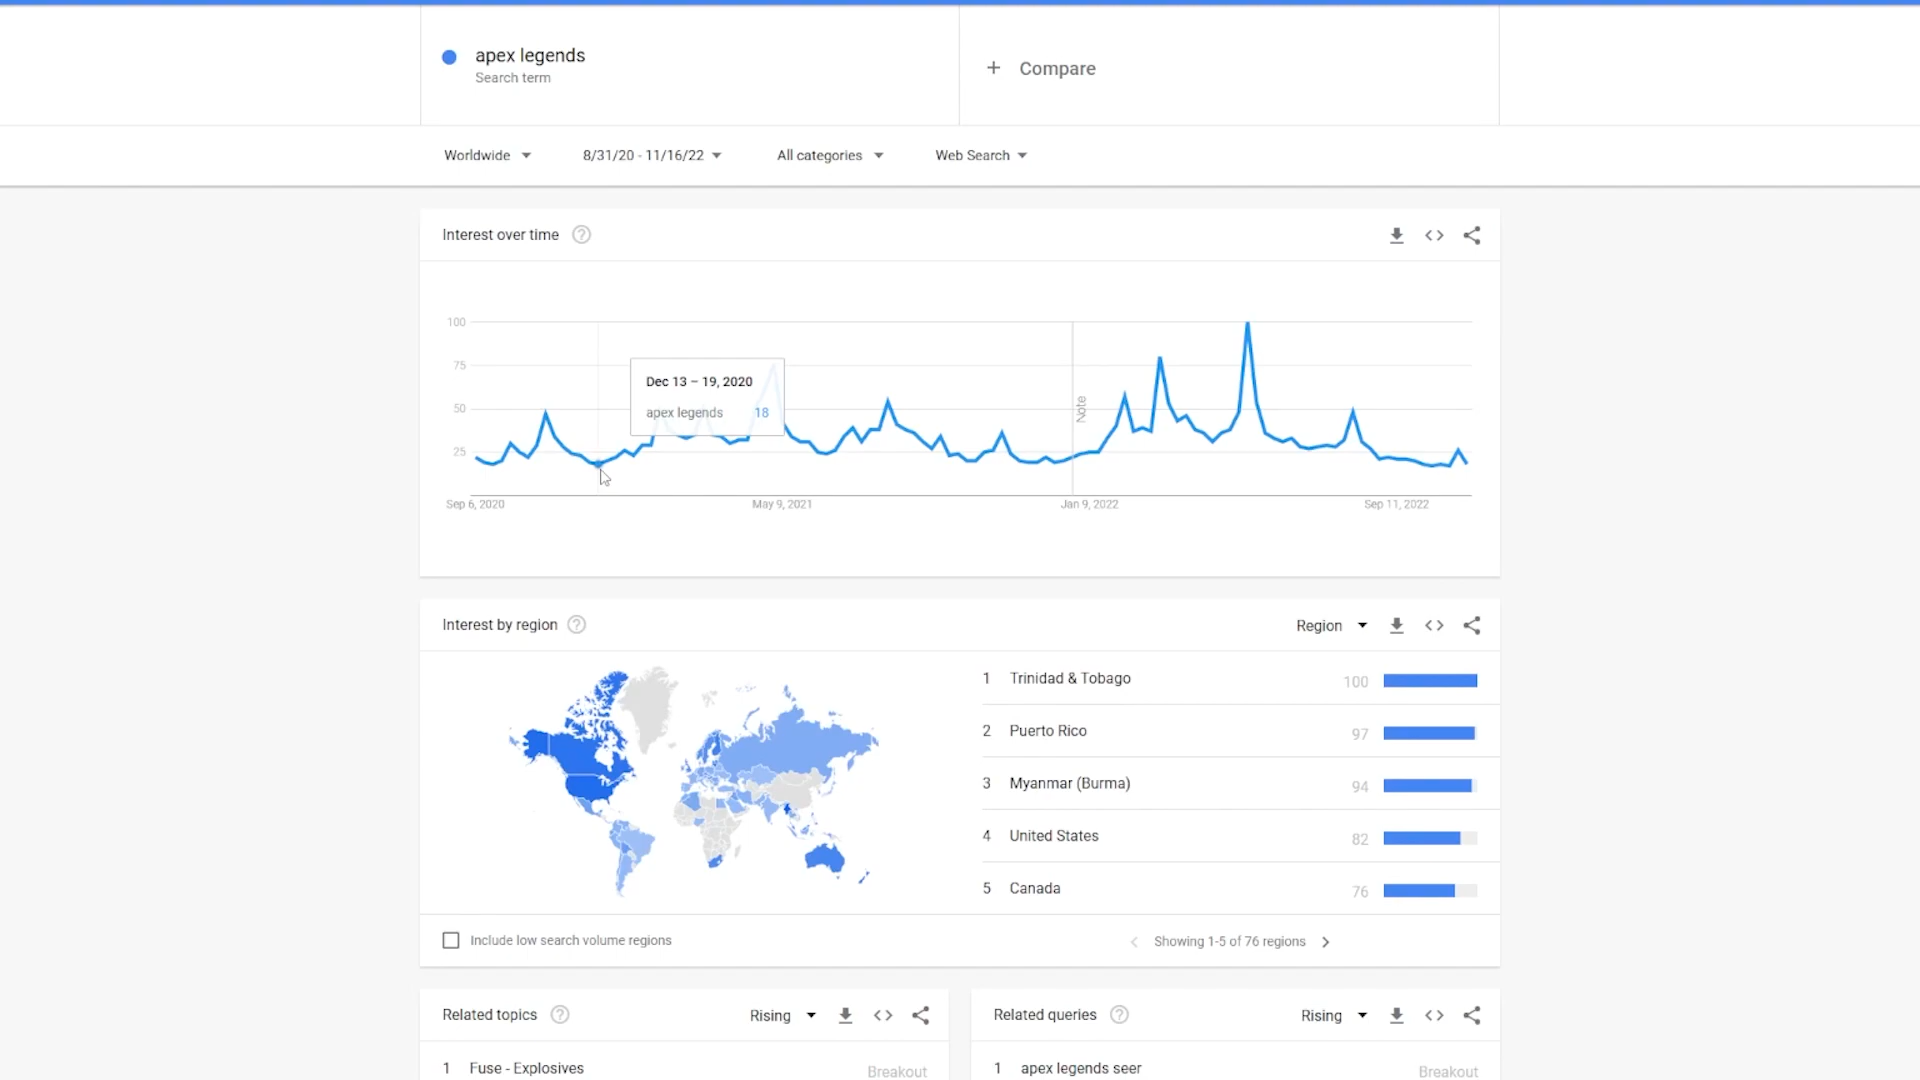 apex legends
Search term
+ Compare
Worldwide
8/31/20 - 11/16/22
All categories
Web Search
Interest over time ?
100
75
50
25
Dec 13 – 19, 2020
apex legends 18
Note
Sep 6, 2020
May 9, 2021
Jan 9, 2022
Sep 11, 2022
Interest by region ?
Region
1 Trinidad & Tobago 100
2 Puerto Rico 97
3 Myanmar (Burma) 94
4 United States 82
5 Canada 76
Include low search volume regions
Showing 1-5 of 76 regions
Related topics ?
Rising
1 Fuse - Explosives Breakout
Related queries ?
Rising
1 apex legends seer Breakout